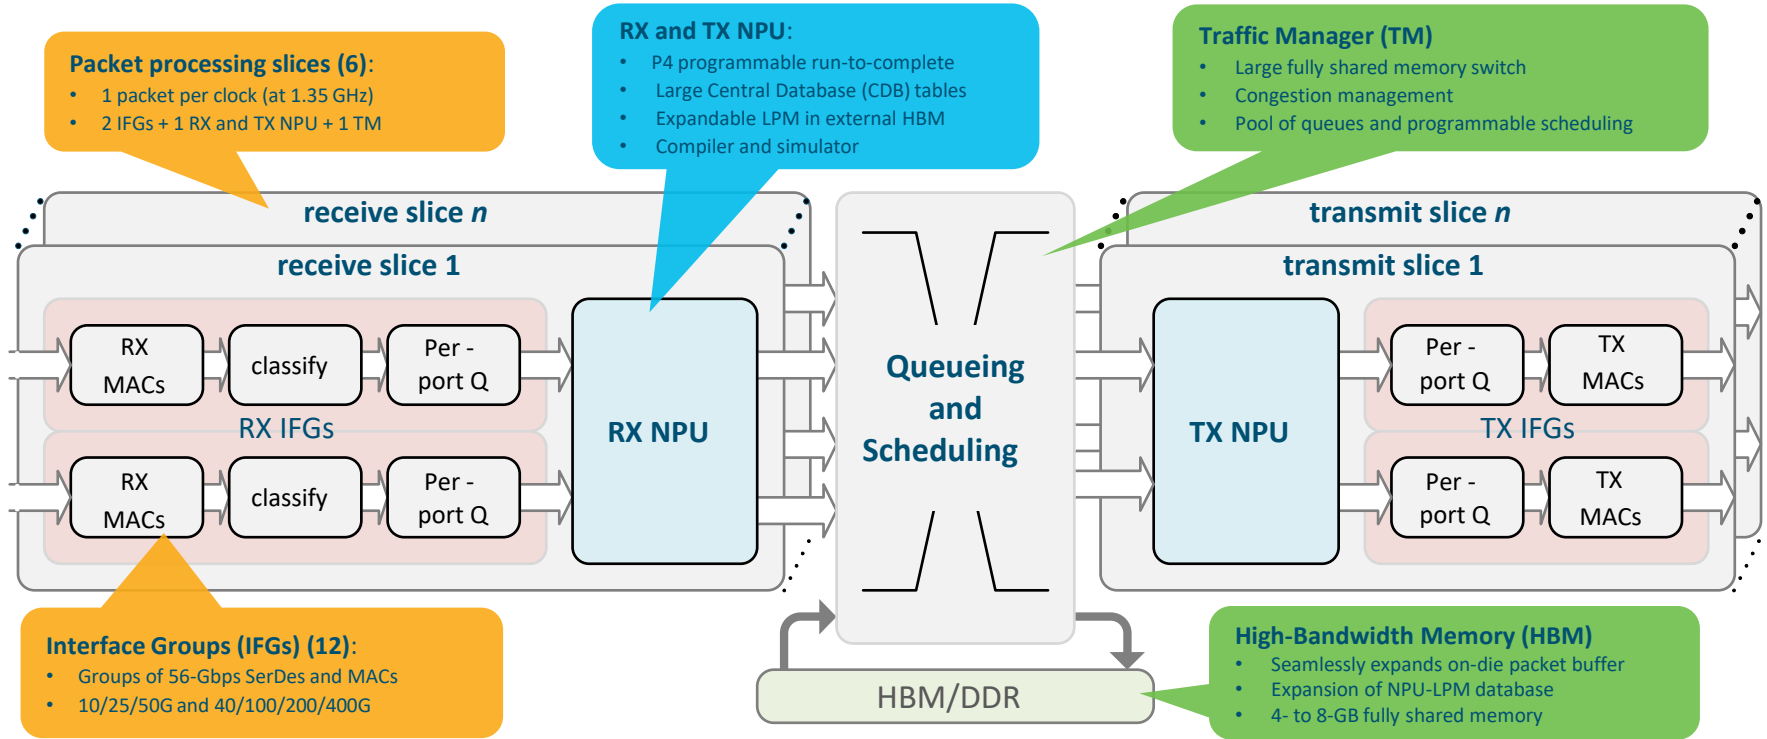 Packet processing slices (6):
• 1 packet per clock (at 1.35 GHz)
• 2 IFGs + 1 RX and TX NPU + 1 TM
RX and TX NPU:
• P4 programmable run-to-complete
• Large Central Database (CDB) tables
• Expandable LPM in external HBM
• Compiler and simulator
Traffic Manager (TM)
• Large fully shared memory switch
• Congestion management
• Pool of queues and programmable scheduling
receive slice n
receive slice 1
RX
MACs
classify
Per -
port Q
RX IFGs
RX
MACs
classify
Per -
port Q
RX NPU
Queueing
and
Scheduling
transmit slice n
transmit slice 1
TX NPU
Per -
port Q
TX
MACs
TX IFGs
Per -
port Q
TX
MACs
Interface Groups (IFGs) (12):
• Groups of 56-Gbps SerDes and MACs
• 10/25/50G and 40/100/200/400G
HBM/DDR
High-Bandwidth Memory (HBM)
• Seamlessly expands on-die packet buffer
• Expansion of NPU-LPM database
• 4- to 8-GB fully shared memory